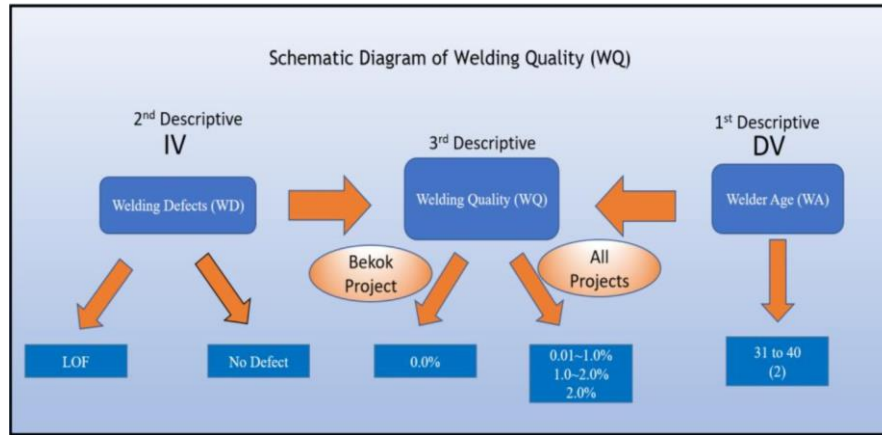 Schematic Diagram of Welding Quality (WQ)
2nd Descriptive
IV
3rd Descriptive
1st Descriptive
DV
Welding Defects (WD)
Welding Quality (WQ)
Welder Age (WA)
Bekok
Project
All
Projects
LOF
No Defect
0.0%
0.01~1.0%
1.0~2.0%
2.0%
31 to 40
(2)